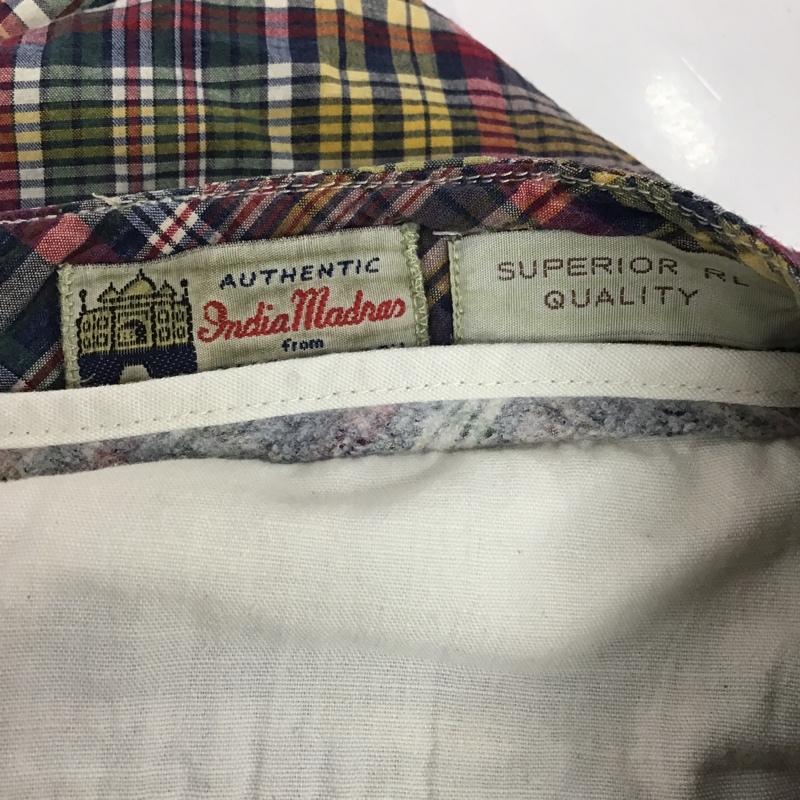 AUTHENTIC
India Madras
from
SUPERIOR RL
QUALITY